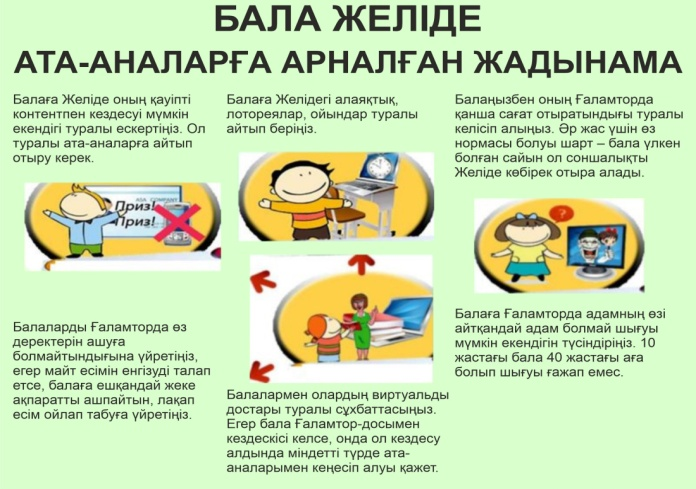 БАЛА ЖЕЛІДЕ
АТА-АНАЛАРҒА АРНАЛҒАН ЖАДЫНАМА
Балаға Желіде оның қауіпті
контентпен кездесуі мүмкін
екендігі туралы ескертіңіз. Ол
туралы ата-аналарға айтып
отыру керек.
Приз!
Приз!
Балаларды Ғаламторда өз
деректерін ашуға
болмайтындығына үйретіңіз,
егер майт есімін енгізуді талап
етсе, балаға ешқандай жеке
ақпаратты ашпайтын, лақап
есім ойлап табуға үйретіңіз.
Балаға Желідегі алаяқтық,
лотореялар, ойындар туралы
айтып беріңіз.
Балалармен олардың виртуальды
достары туралы сұхбаттасыңыз.
Егер бала Ғаламтор-досымен
кездескісі келсе, онда ол кездесу
алдында міндетті түрде ата-
аналарымен кеңесіп алуы қажет.
Балаңызбен оның Ғаламторда
қанша сағат отыратындығы туралы
келісіп алыңыз. Әр жас үшін өз
нормасы болуы шарт – бала үлкен
болған сайын ол соншалықты
Желіде көбірек отыра алады.
?
Балаға Ғаламторда адамның өзі
айтқандай адам болмай шығуы
мүмкін екендігін түсіндіріңіз. 10
жастағы бала 40 жастағы аға
болып шығуы ғажап емес.